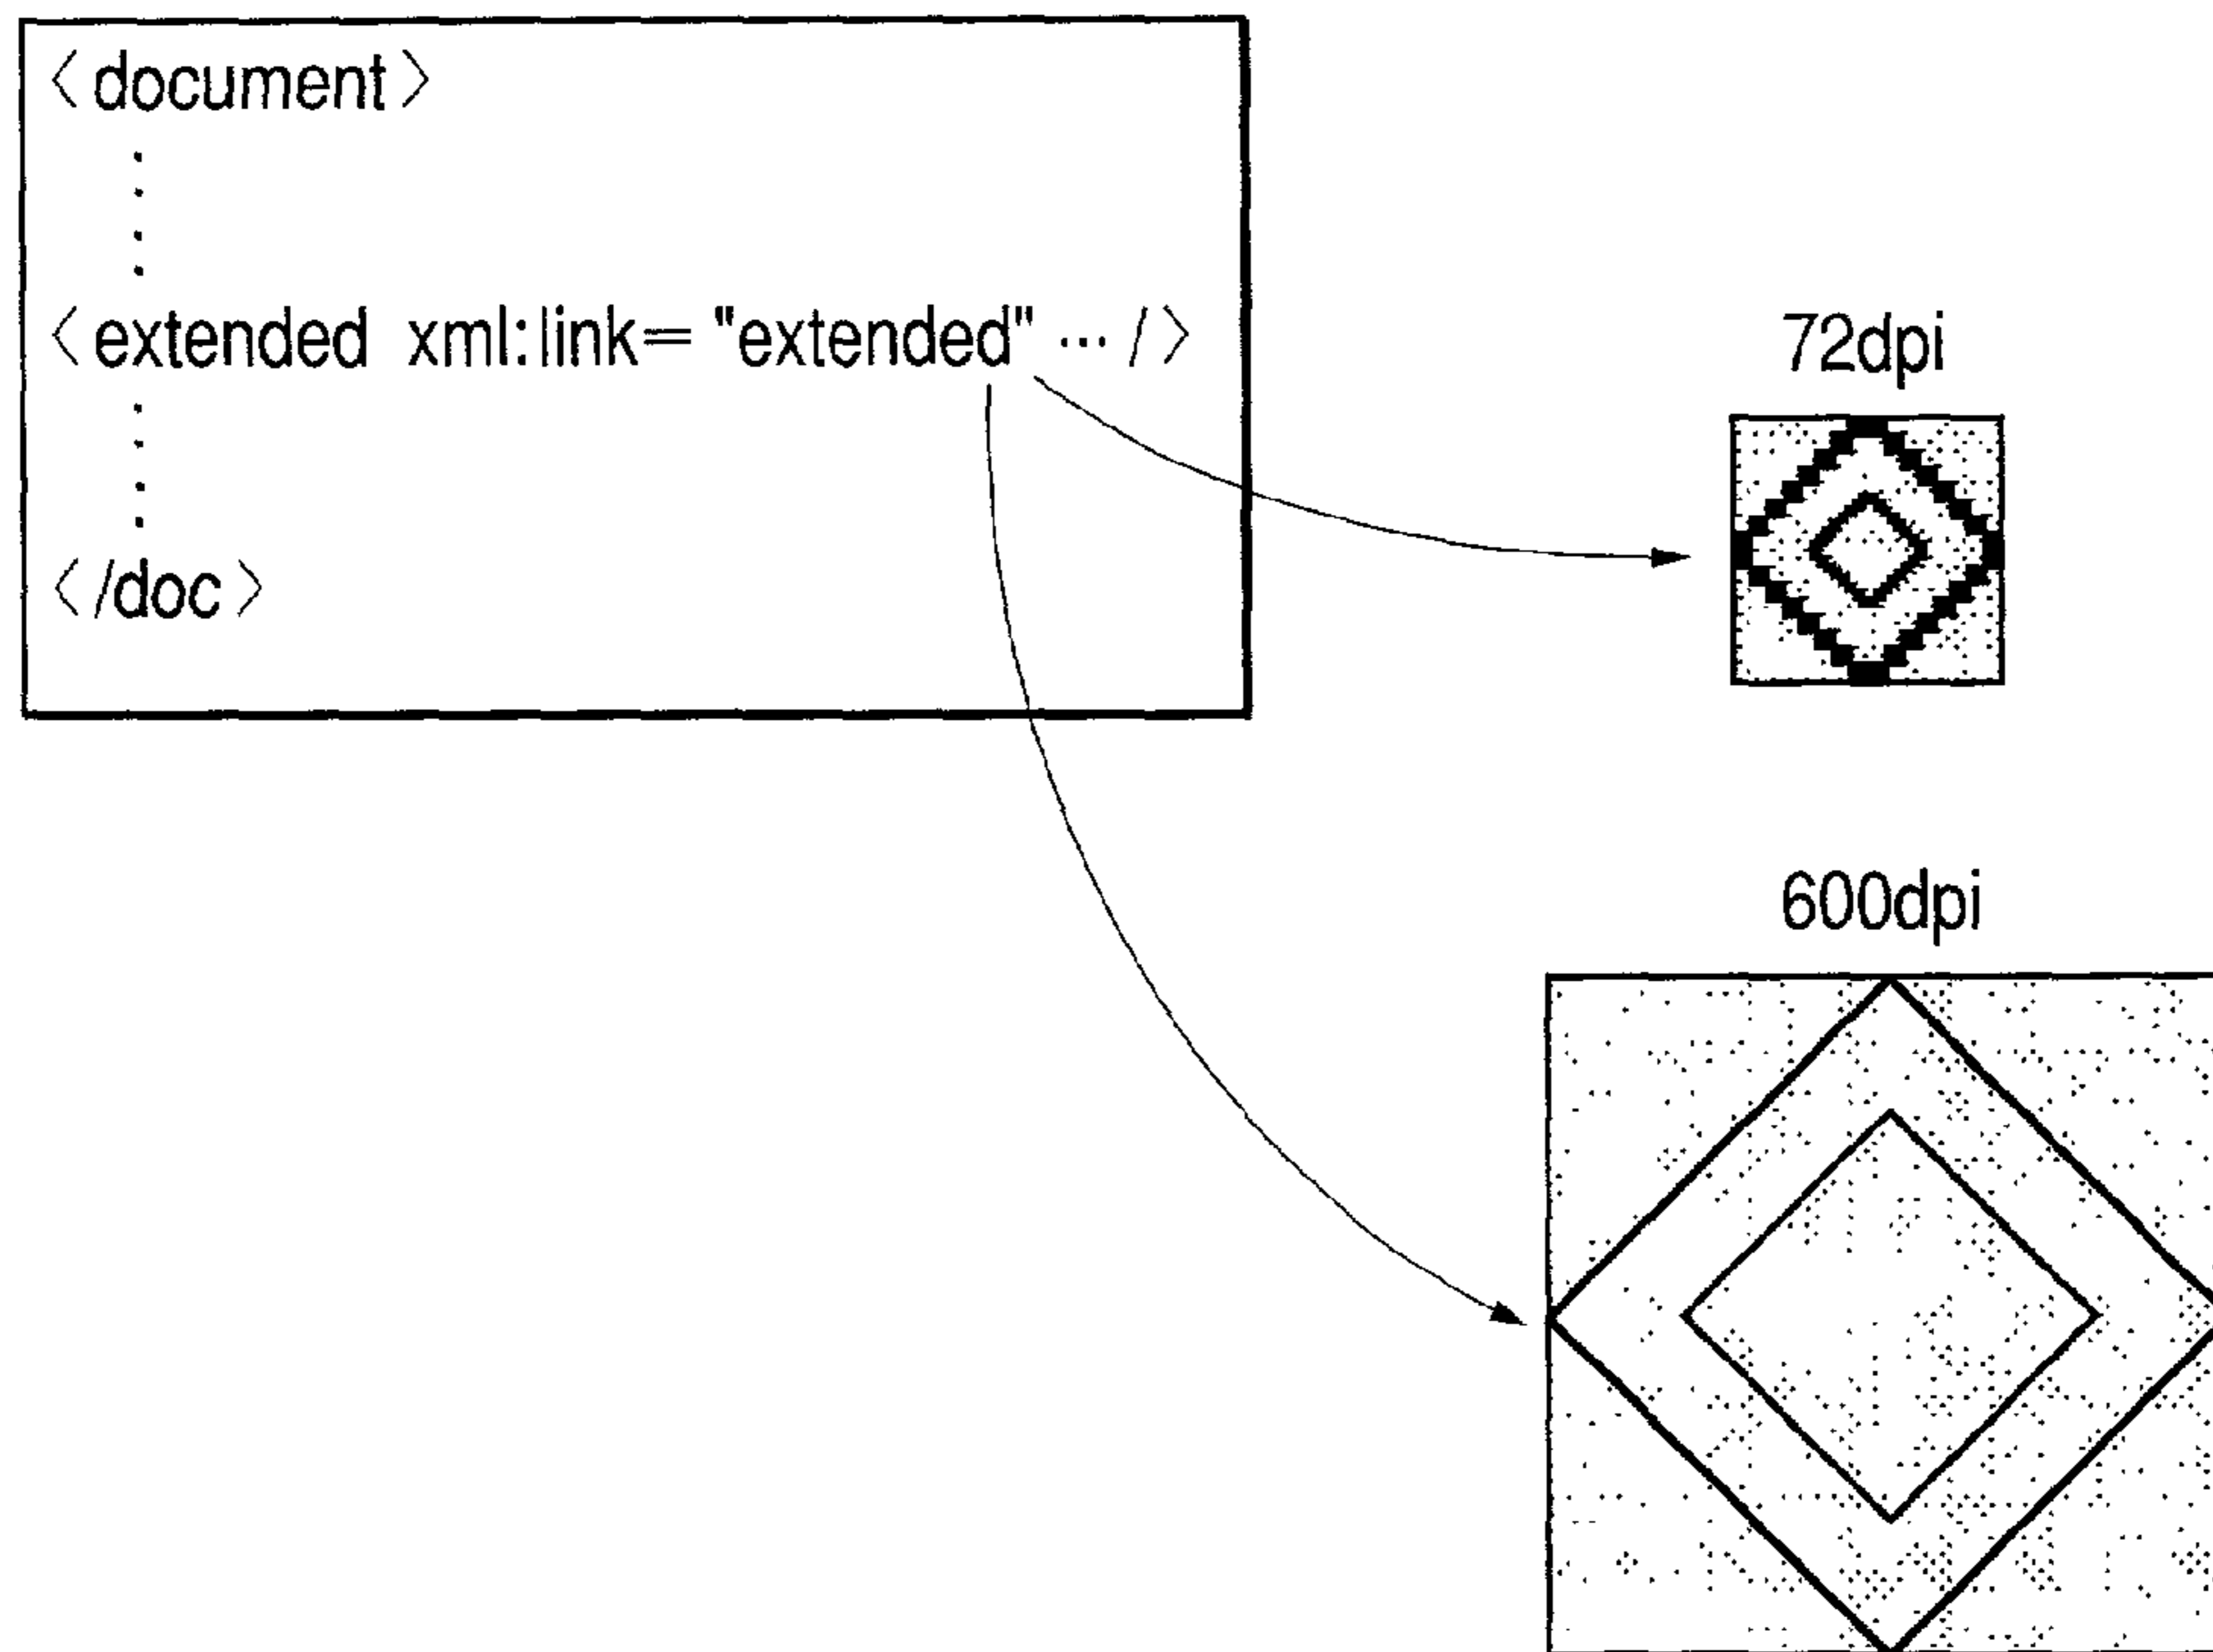 〈document〉
〈extended xml:link="extended" … /〉
〈/doc〉
72dpi
600dpi